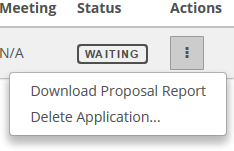 Meeting Status Actions
N/A WAITING
Download Proposal Report
Delete Application...